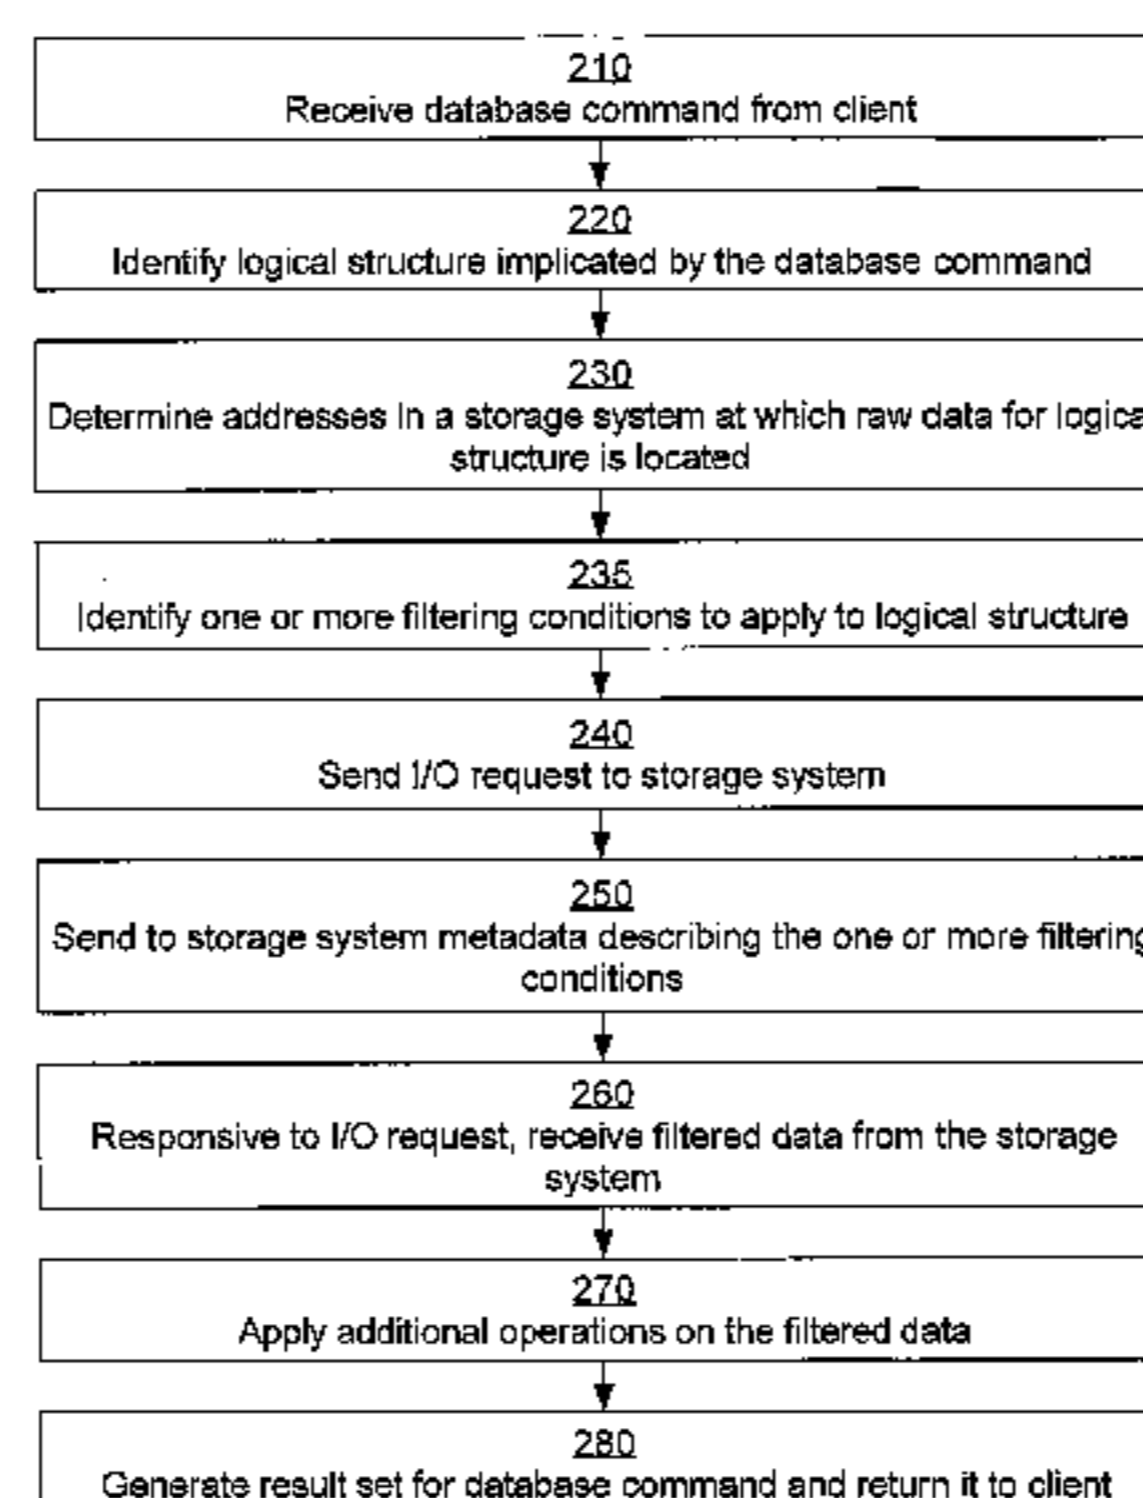 210
Receive database command from client
220
Identify logical structure implicated by the database command
230
Determine addresses in a storage system at which raw data for logica
structure is located
235
Identify one or more filtering conditions to apply to logical structure
240
Send I/O request to storage system
250
Send to storage system metadata describing the one or more filtering
conditions
260
Responsive to I/O request, receive filtered data from the storage
system
270
Apply additional operations on the filtered data
280
Generate result set for database command and return it to client